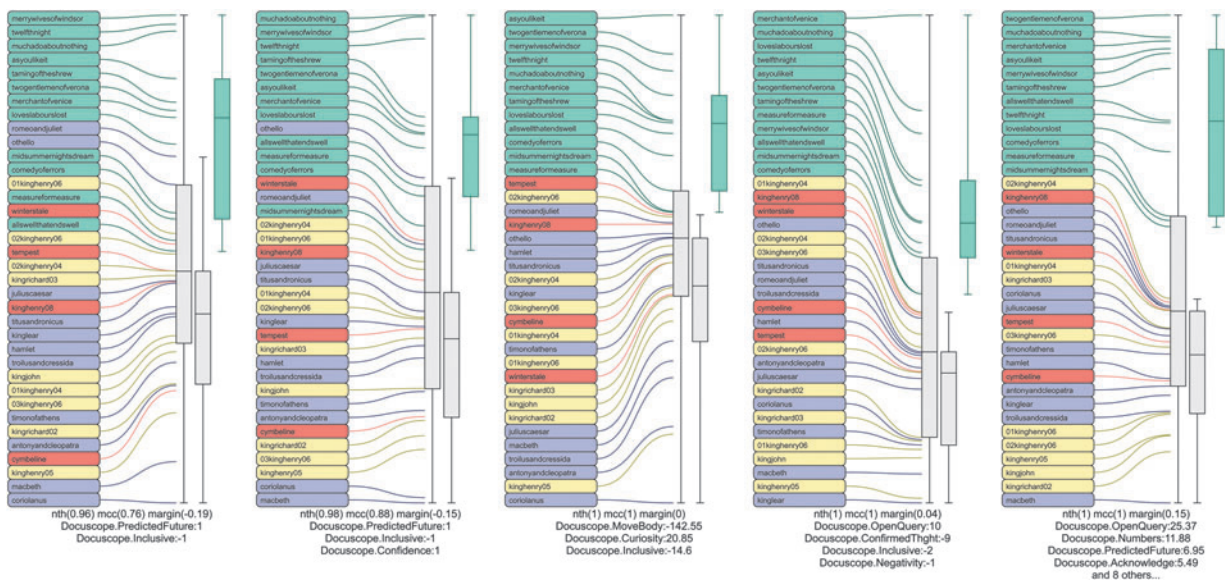 merrywivesofwindsor
twelfthnight
muchadoaboutnothing
asyoulikeit
tamingoftheshrew
twogentlemenofverona
merchantofvenice
loveslabourslost
romeoandjuliet
othello
midsummernightsdream
comedyoferrors
01kinghenry06
measureformeasure
winterstale
allswellthatendswell
02kinghenry06
tempest
02kinghenry04
kingrichard03
juliuscaesar
kinghenry08
titusandronicus
kinglear
hamlet
troilusandcressida
kingjohn
01kinghenry04
03kinghenry06
timonofathens
kingrichard02
antonyandcleopatra
cymbeline
kinghenry05
macbeth
coriolanus
nth(0.96) mcc(0.76) margin(-0.19)
Docuscope.PredictedFuture:1
Docuscope.Inclusive:-1
muchadoaboutnothing
merrywivesofwindsor
twelfthnight
tamingoftheshrew
twogentlemenofverona
asyoulikeit
merchantofvenice
loveslabourslost
othello
allswellthatendswell
measureformeasure
comedyoferrors
winterstale
romeoandjuliet
midsummernightsdream
02kinghenry04
01kinghenry06
kinghenry08
juliuscaesar
titusandronicus
01kinghenry04
02kinghenry06
kinglear
tempest
kingrichard03
hamlet
troilusandcressida
kingjohn
timonofathens
antonyandcleopatra
cymbeline
kingrichard02
03kinghenry06
kinghenry05
coriolanus
macbeth
nth(0.98) mcc(0.88) margin(-0.15)
Docuscope.PredictedFuture:1
Docuscope.Inclusive:-1
Docuscope.Confidence:1
asyoulikeit
twogentlemenofverona
merrywivesofwindsor
twelfthnight
muchadoaboutnothing
merchantofvenice
tamingoftheshrew
loveslabourslost
allswellthatendswell
comedyoferrors
midsummernightsdream
measureformeasure
tempest
02kinghenry06
romeoandjuliet
kinghenry08
othello
hamlet
titusandronicus
02kinghenry04
kinglear
03kinghenry06
cymbeline
01kinghenry04
timonofathens
01kinghenry06
winterstale
kingrichard03
kingjohn
kingrichard02
juliuscaesar
macbeth
troilusandcressida
antonyandcleopatra
kinghenry05
coriolanus
nth(1) mcc(1) margin(0)
Docuscope.MoveBody:-142.55
Docuscope.Curiosity:20.85
Docuscope.Inclusive:-14.6
merchantofvenice
muchadoaboutnothing
loveslabourslost
twelfthnight
asyoulikeit
twogentlemenofverona
tamingoftheshrew
measureformeasure
merrywivesofwindsor
allswellthatendswell
midsummernightsdream
comedyoferrors
01kinghenry04
kinghenry08
winterstale
othello
02kinghenry04
03kinghenry06
titusandronicus
romeoandjuliet
troilusandcressida
cymbeline
hamlet
tempest
02kinghenry06
antonyandcleopatra
juliuscaesar
kingrichard02
coriolanus
kingrichard03
timonofathens
01kinghenry06
kingjohn
macbeth
kinghenry05
kinglear
nth(1) mcc(1) margin(0.04)
Docuscope.OpenQuery:10
Docuscope.ConfirmedThght:-9
Docuscope.Inclusive:-2
Docuscope.Negativity:-1
twogentlemenofverona
muchadoaboutnothing
merchantofvenice
asyoulikeit
merrywivesofwindsor
tamingoftheshrew
allswellthatendswell
twelfthnight
loveslabourslost
comedyoferrors
midsummernightsdream
measureformeasure
02kinghenry04
kinghenry08
othello
romeoandjuliet
titusandronicus
winterstale
01kinghenry04
kingrichard03
coriolanus
juliuscaesar
tempest
03kinghenry06
timonofathens
hamlet
cymbeline
antonyandcleopatra
kinglear
troilusandcressida
01kinghenry06
02kinghenry06
kinghenry05
kingjohn
kingrichard02
macbeth
nth(1) mcc(1) margin(0.15)
Docuscope.OpenQuery:25.37
Docuscope.Numbers:11.88
Docuscope.PredictedFuture:6.95
Docuscope.Acknowledge:5.49
and 8 others...